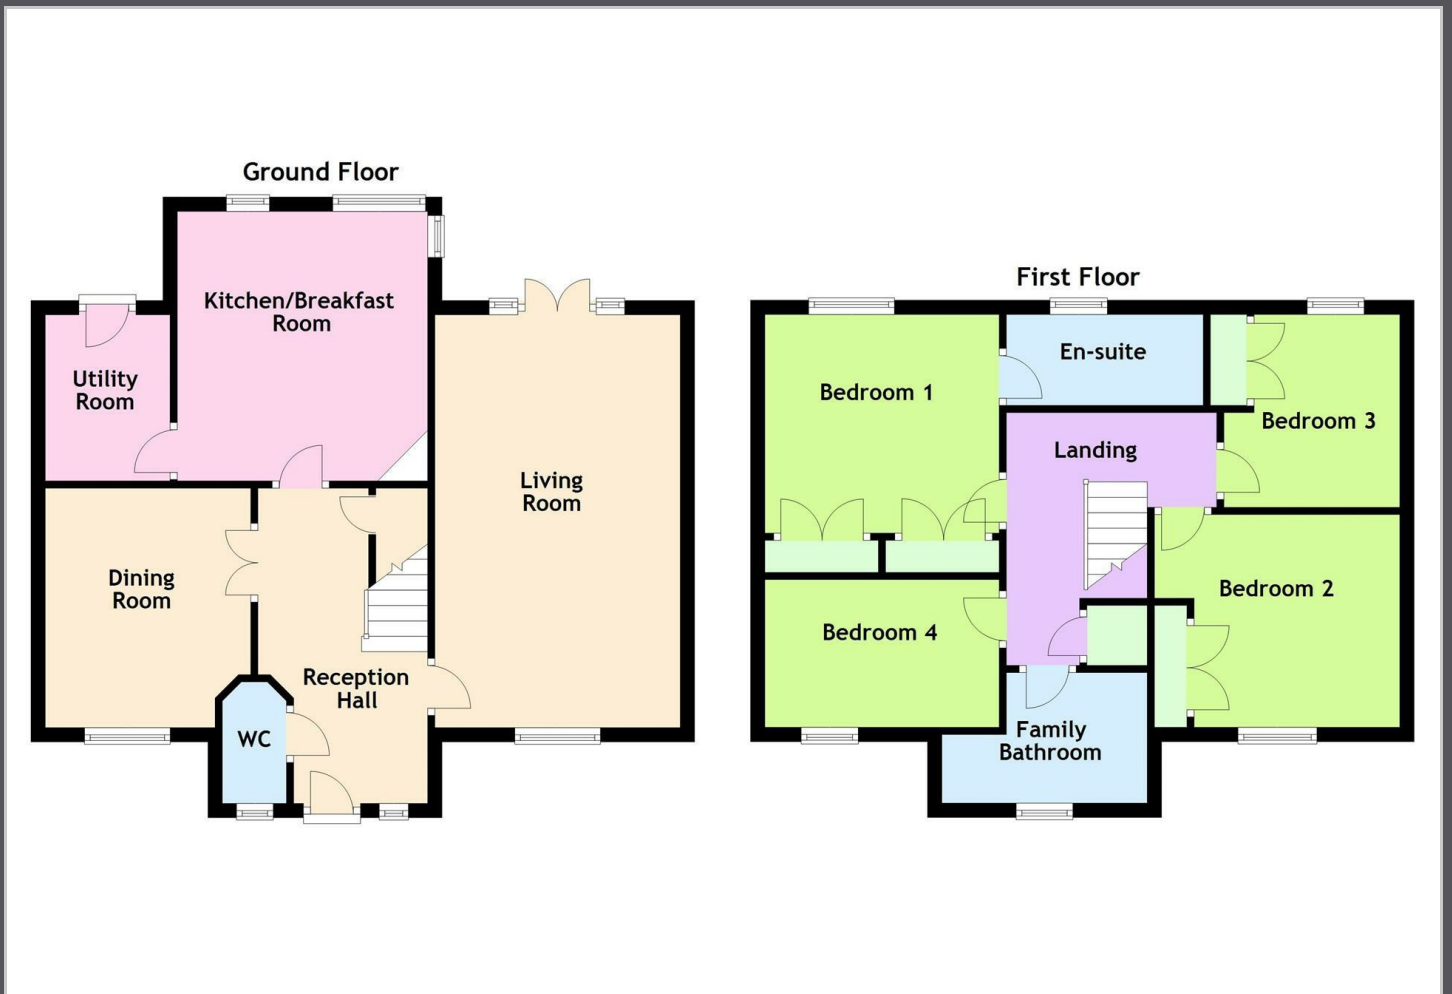 Ground Floor
Kitchen/Breakfast
Room
Utility
Room
Living
Room
Dining
Room
Reception
Hall
WC
First Floor
En-suite
Bedroom 1
Bedroom 3
Landing
Bedroom 2
Bedroom 4
Family
Bathroom